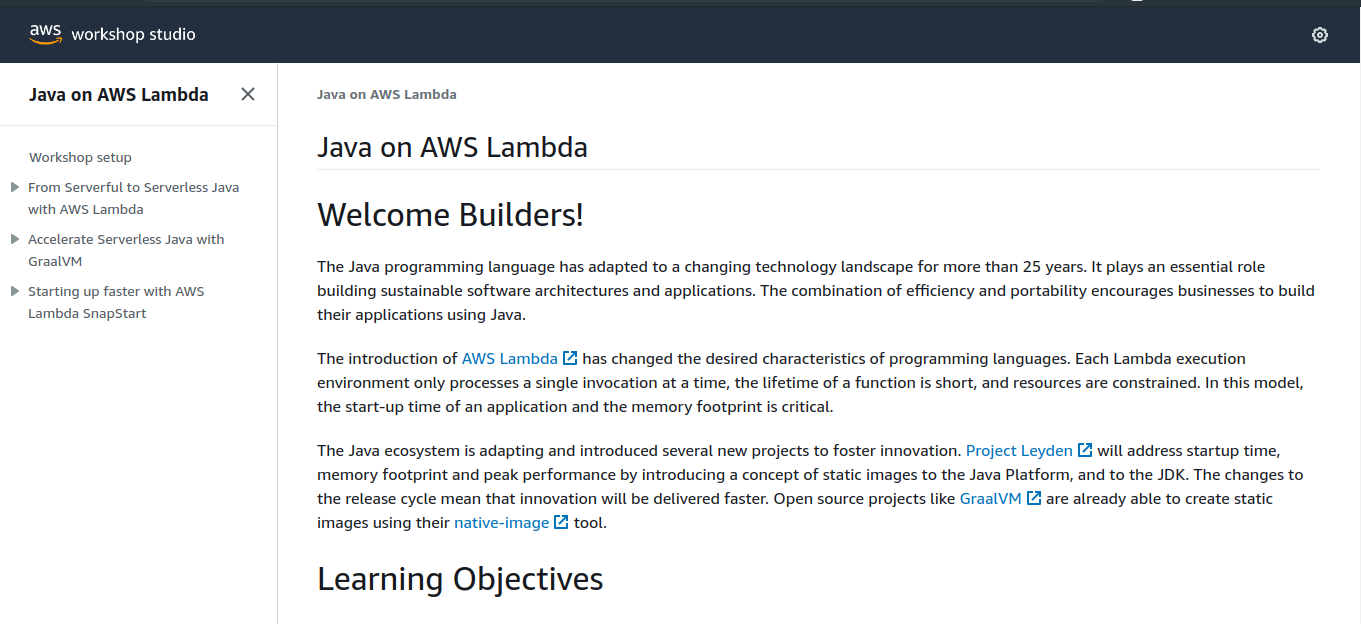 aws workshop studio
Java on AWS Lambda
Workshop setup
From Serverful to Serverless Java
with AWS Lambda
Accelerate Serverless Java with
GraalVM
Starting up faster with AWS
Lambda SnapStart
Java on AWS Lambda
Java on AWS Lambda
Welcome Builders!
The Java programming language has adapted to a changing technology landscape for more than 25 years. It plays an essential role
building sustainable software architectures and applications. The combination of efficiency and portability encourages businesses to build
their applications using Java.
The introduction of AWS Lambda has changed the desired characteristics of programming languages. Each Lambda execution
environment only processes a single invocation at a time, the lifetime of a function is short, and resources are constrained. In this model,
the start-up time of an application and the memory footprint is critical.
The Java ecosystem is adapting and introduced several new projects to foster innovation. Project Leyden will address startup time,
memory footprint and peak performance by introducing a concept of static images to the Java Platform, and to the JDK. The changes to
the release cycle mean that innovation will be delivered faster. Open source projects like GraalVM are already able to create static
images using their native-image tool.
Learning Objectives